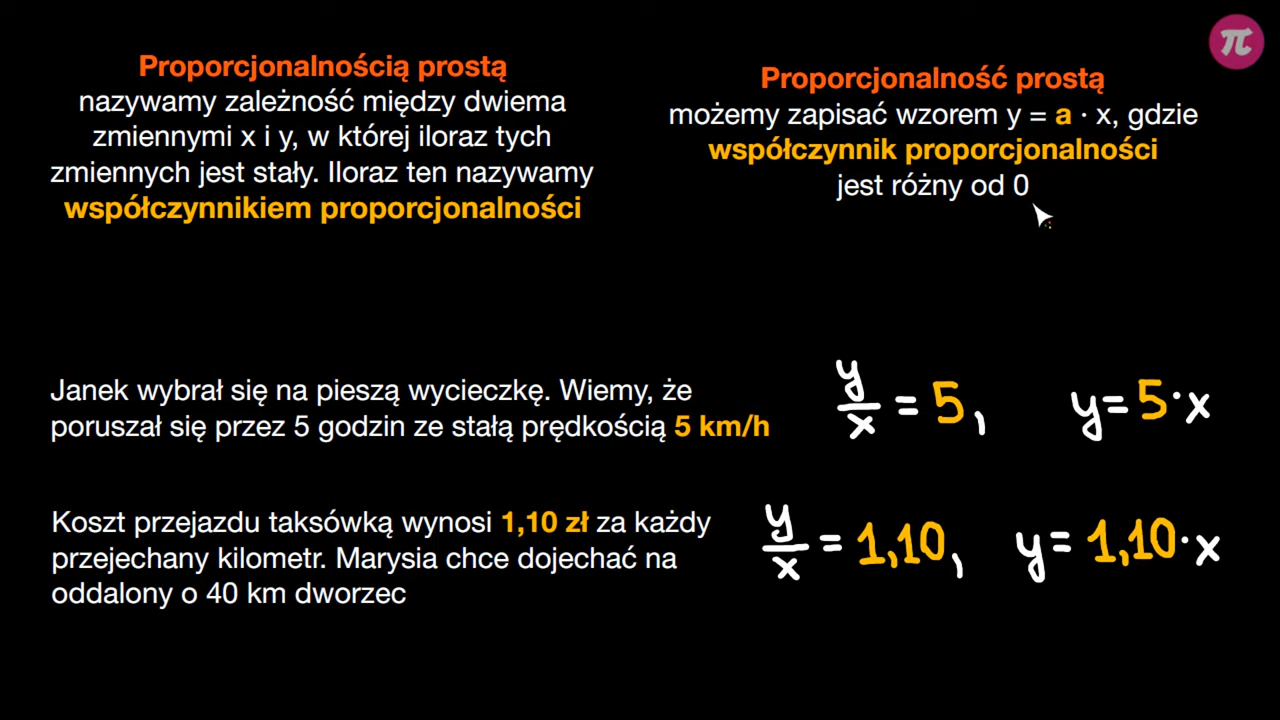 π
Proporcjonalnością prostą
nazywamy zależność między dwiema
zmiennymi x i y, w której iloraz tych
zmiennych jest stały. Iloraz ten nazywamy
współczynnikiem proporcjonalności
Proporcjonalność prostą
możemy zapisać wzorem y = a · x, gdzie
współczynnik proporcjonalności
jest różny od 0
Janek wybrał się na pieszą wycieczkę. Wiemy, że
poruszał się przez 5 godzin ze stałą prędkością 5 km/h
y/x = 5, y = 5·x
Koszt przejazdu taksówką wynosi 1,10 zł za każdy
przejechany kilometr. Marysia chce dojechać na
oddalony o 40 km dworzec
y/x = 1,10, y = 1,10·x